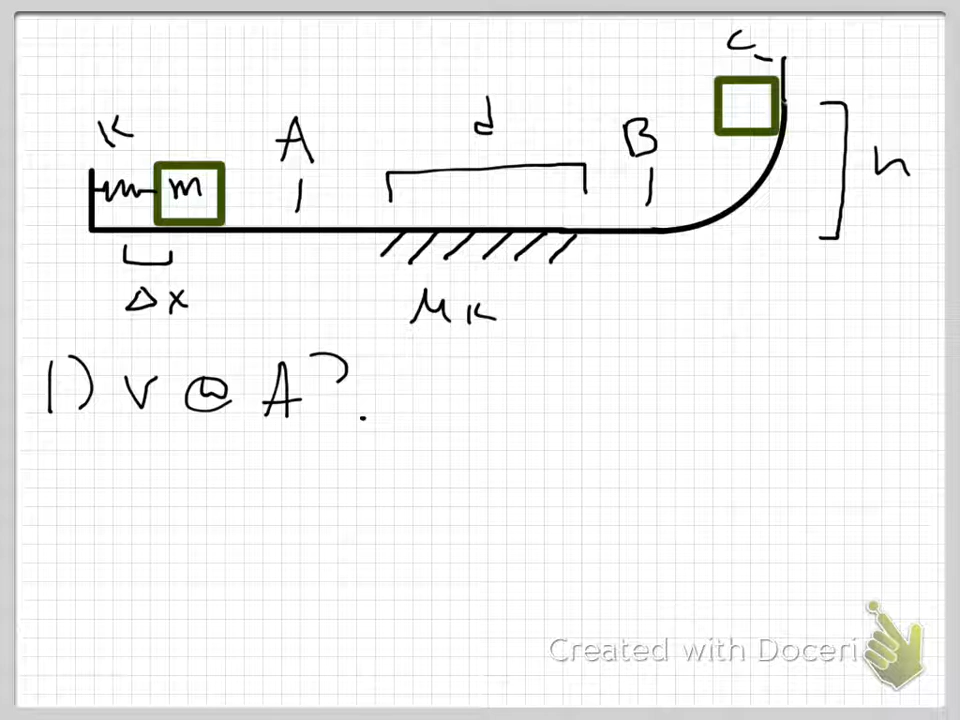 C
K
A
d
B
m
h
Δx
μK
1) V @ A?
Created with Doceri